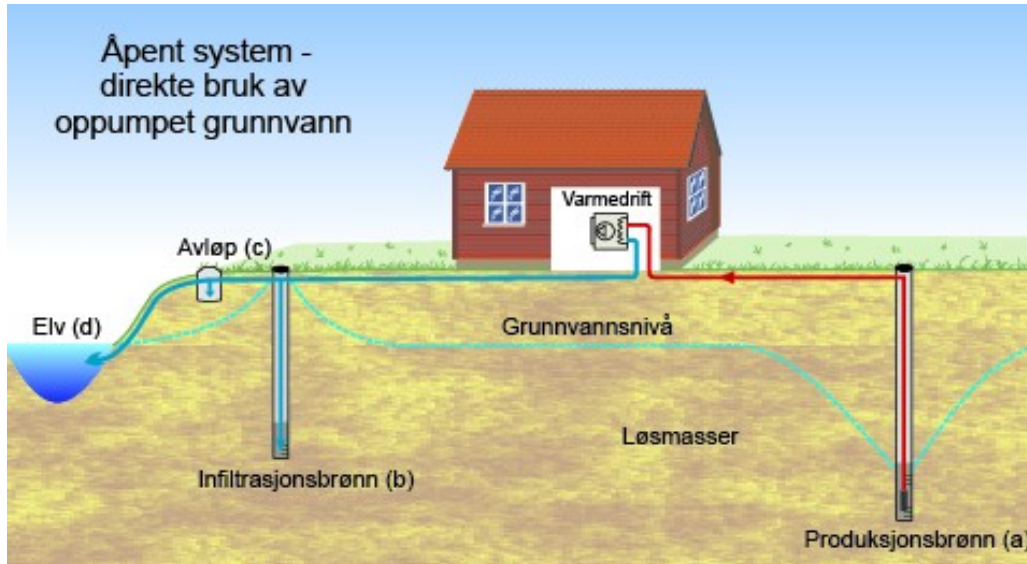 Åpent system -
direkte bruk av
oppumpet grunnvann
Varmedrift
Avløp (c)
Elv (d)
Grunnvannsnivå
Løsmasser
Infiltrasjonsbrønn (b)
Produksjonsbrønn (a)